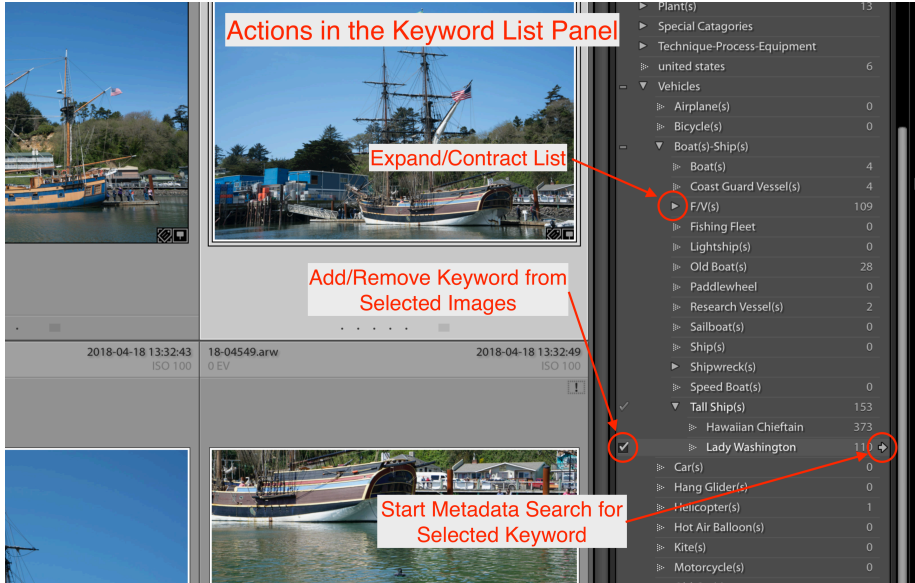 Actions in the Keyword List Panel
Plant(s) 13
Special Catagories
Technique-Process-Equipment
united states 6
Vehicles
Airplane(s) 0
Bicycle(s) 0
Boat(s)-Ship(s)
Expand/Contract List
Boat(s) 4
Coast Guard Vessel(s) 4
F/V(s) 109
Fishing Fleet 0
Lightship(s) 0
Old Boat(s) 28
Add/Remove Keyword from
Selected Images
Paddlewheel 0
Research Vessel(s) 2
Sailboat(s) 0
Ship(s) 0
2018-04-18 13:32:43
ISO 100
18-04549.arw 2018-04-18 13:32:49
0 EV ISO 100
Shipwreck(s)
Speed Boat(s) 0
!
Tall Ship(s) 153
Hawaiian Chieftain 373
Lady Washington 110
Car(s) 0
Hang Glider(s) 0
Start Metadata Search for
Selected Keyword
Helicopter(s) 1
Hot Air Balloon(s) 0
Kite(s) 0
Motorcycle(s) 0